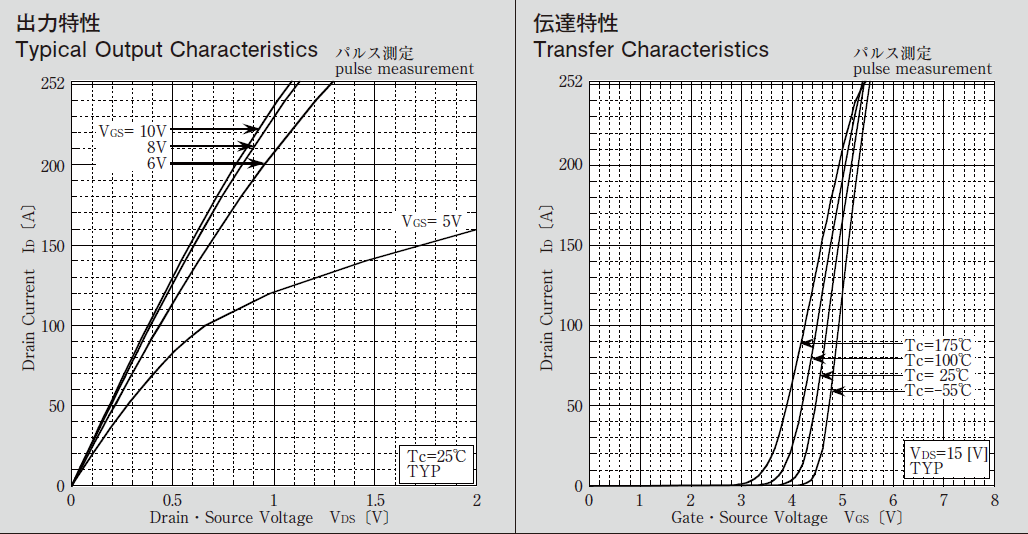 出力特性
Typical Output Characteristics
パルス測定
pulse measurement
252
200
150
100
50
0
Drain Current ID〔A〕
VGS= 10V
8V
6V
VGS= 5V
Tc=25℃
TYP
0 0.5 1 1.5 2
Drain・Source Voltage VDS〔V〕
伝達特性
Transfer Characteristics
パルス測定
pulse measurement
252
200
150
100
50
0
Drain Current ID〔A〕
Tc=175℃
Tc=100℃
Tc= 25℃
Tc=-55℃
VDS=15 [V]
TYP
0 1 2 3 4 5 6 7 8
Gate・Source Voltage VGS〔V〕